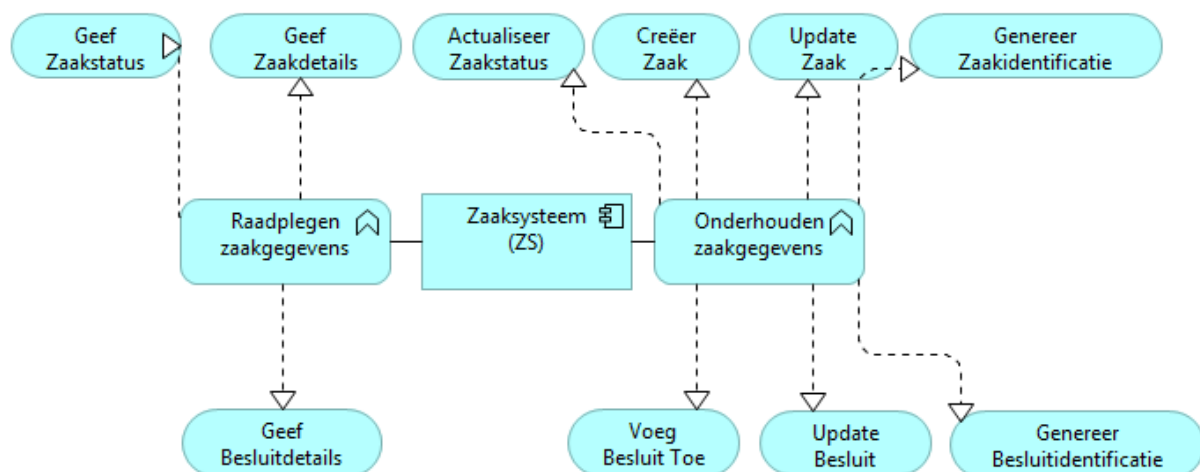 Geef
Zaakstatus
Geef
Zaakdetails
Actualiseer
Zaakstatus
Creëer
Zaak
Update
Zaak
Genereer
Zaakidentificatie
Raadplegen
zaakgegevens
Zaaksysteem
(ZS)
Onderhouden
zaakgegevens
Geef
Besluitdetails
Voeg
Besluit Toe
Update
Besluit
Genereer
Besluitidentificatie